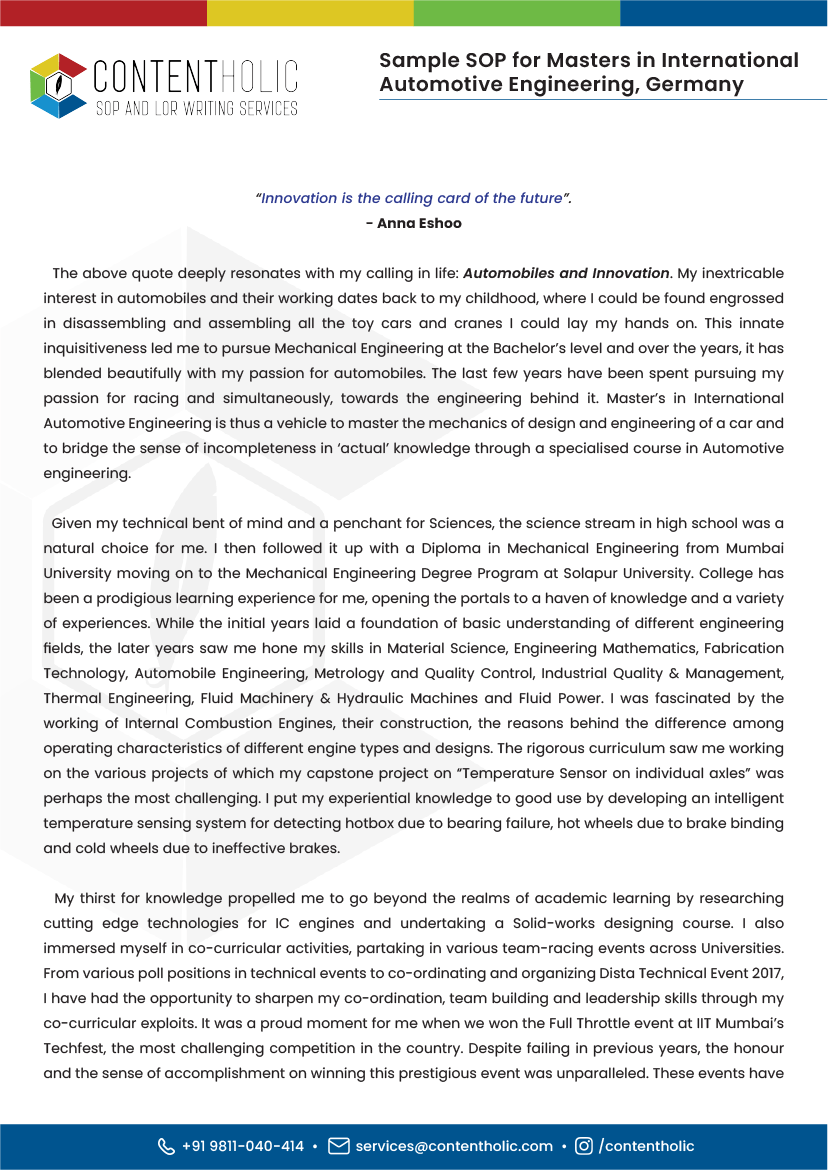 CONTENTHOLIC
SOP AND LOR WRITING SERVICES
Sample SOP for Masters in International
Automotive Engineering, Germany
“Innovation is the calling card of the future”.
- Anna Eshoo
The above quote deeply resonates with my calling in life: Automobiles and Innovation. My inextricable
interest in automobiles and their working dates back to my childhood, where I could be found engrossed
in disassembling and assembling all the toy cars and cranes I could lay my hands on. This innate
inquisitiveness led me to pursue Mechanical Engineering at the Bachelor’s level and over the years, it has
blended beautifully with my passion for automobiles. The last few years have been spent pursuing my
passion for racing and simultaneously, towards the engineering behind it. Master’s in International
Automotive Engineering is thus a vehicle to master the mechanics of design and engineering of a car and
to bridge the sense of incompleteness in ‘actual’ knowledge through a specialised course in Automotive
engineering.
Given my technical bent of mind and a penchant for Sciences, the science stream in high school was a
natural choice for me. I then followed it up with a Diploma in Mechanical Engineering from Mumbai
University moving on to the Mechanical Engineering Degree Program at Solapur University. College has
been a prodigious learning experience for me, opening the portals to a haven of knowledge and a variety
of experiences. While the initial years laid a foundation of basic understanding of different engineering
fields, the later years saw me hone my skills in Material Science, Engineering Mathematics, Fabrication
Technology, Automobile Engineering, Metrology and Quality Control, Industrial Quality & Management,
Thermal Engineering, Fluid Machinery & Hydraulic Machines and Fluid Power. I was fascinated by the
working of Internal Combustion Engines, their construction, the reasons behind the difference among
operating characteristics of different engine types and designs. The rigorous curriculum saw me working
on the various projects of which my capstone project on “Temperature Sensor on individual axles” was
perhaps the most challenging. I put my experiential knowledge to good use by developing an intelligent
temperature sensing system for detecting hotbox due to bearing failure, hot wheels due to brake binding
and cold wheels due to ineffective brakes.
My thirst for knowledge propelled me to go beyond the realms of academic learning by researching
cutting edge technologies for IC engines and undertaking a Solid-works designing course. I also
immersed myself in co-curricular activities, partaking in various team-racing events across Universities.
From various poll positions in technical events to co-ordinating and organizing Dista Technical Event 2017,
I have had the opportunity to sharpen my co-ordination, team building and leadership skills through my
co-curricular exploits. It was a proud moment for me when we won the Full Throttle event at IIT Mumbai’s
Techfest, the most challenging competition in the country. Despite failing in previous years, the honour
and the sense of accomplishment on winning this prestigious event was unparalleled. These events have
+91 9811-040-414 • services@contentholic.com • /contentholic